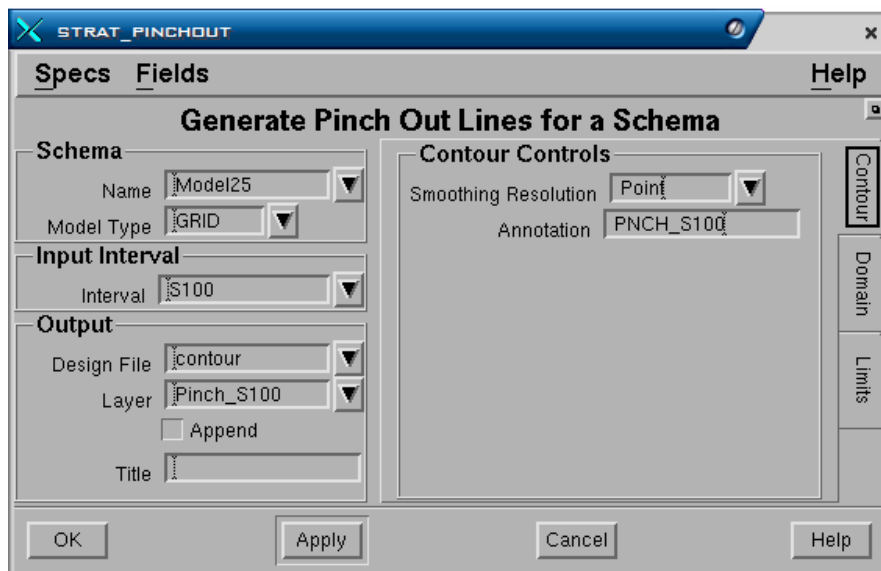 STRAT_PINCHOUT
Specs Fields Help
Generate Pinch Out Lines for a Schema
Schema
Name Model25
Model Type GRID
Input Interval
Interval S100
Output
Design File contour
Layer Pinch_S100
Append
Title
Contour Controls
Smoothing Resolution Point
Annotation PNCH_S100
Contour
Domain
Limits
OK Apply Cancel Help